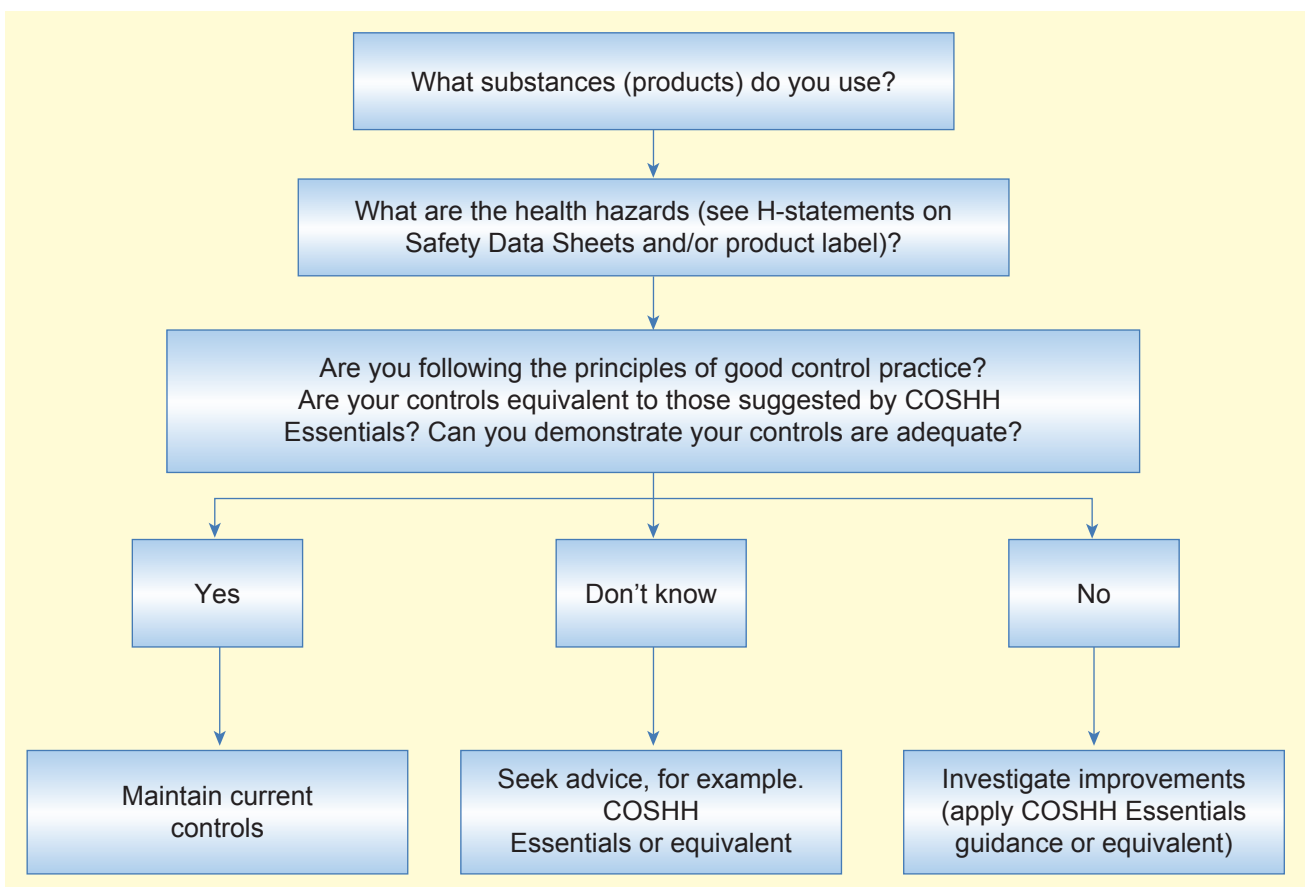 What substances (products) do you use?
What are the health hazards (see H-statements on
Safety Data Sheets and/or product label)?
Are you following the principles of good control practice?
Are your controls equivalent to those suggested by COSHH
Essentials? Can you demonstrate your controls are adequate?
Yes
Don’t know
No
Maintain current
controls
Seek advice, for example.
COSHH
Essentials or equivalent
Investigate improvements
(apply COSHH Essentials
guidance or equivalent)